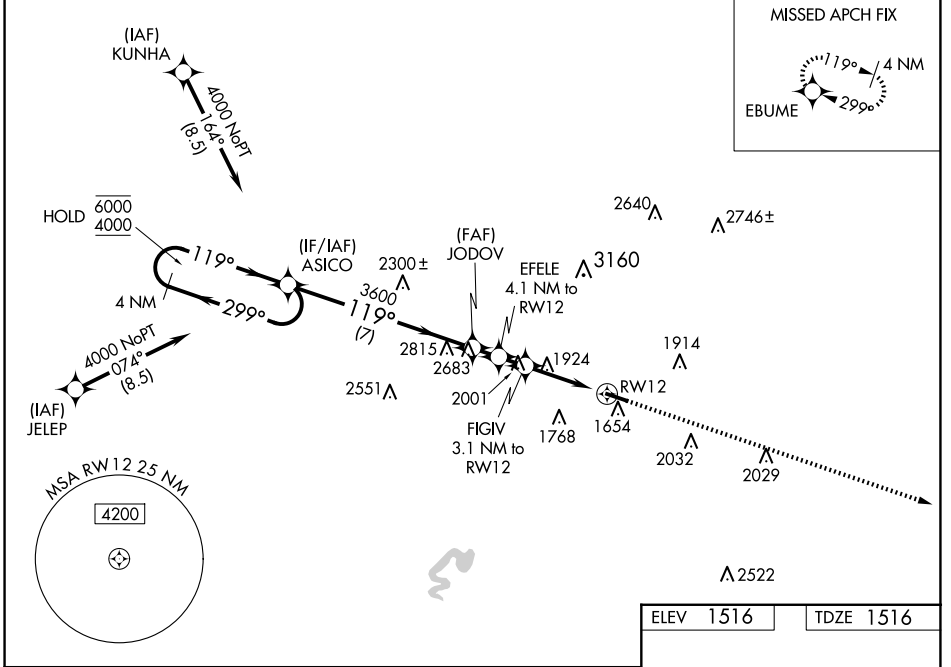 MISSED APCH FIX
119°
4 NM
EBUME
299°
(IAF)
KUNHA
4000 NoPT
164°
(8.5)
HOLD
6000
4000
119°
4 NM
299°
(IF/IAF)
ASICO
2300±
3600
119°
(7)
(FAF)
JODOV
EFELE
4.1 NM to
RW12
2640
2746±
3160
4000 NoPT
074°
(8.5)
(IAF)
JELEP
2815
2683
2551
2001
1924
FIGIV
3.1 NM to
RW12
1768
RW12
1654
1914
2032
2029
2522
MSA RW12 25 NM
4200
ELEV 1516
TDZE 1516